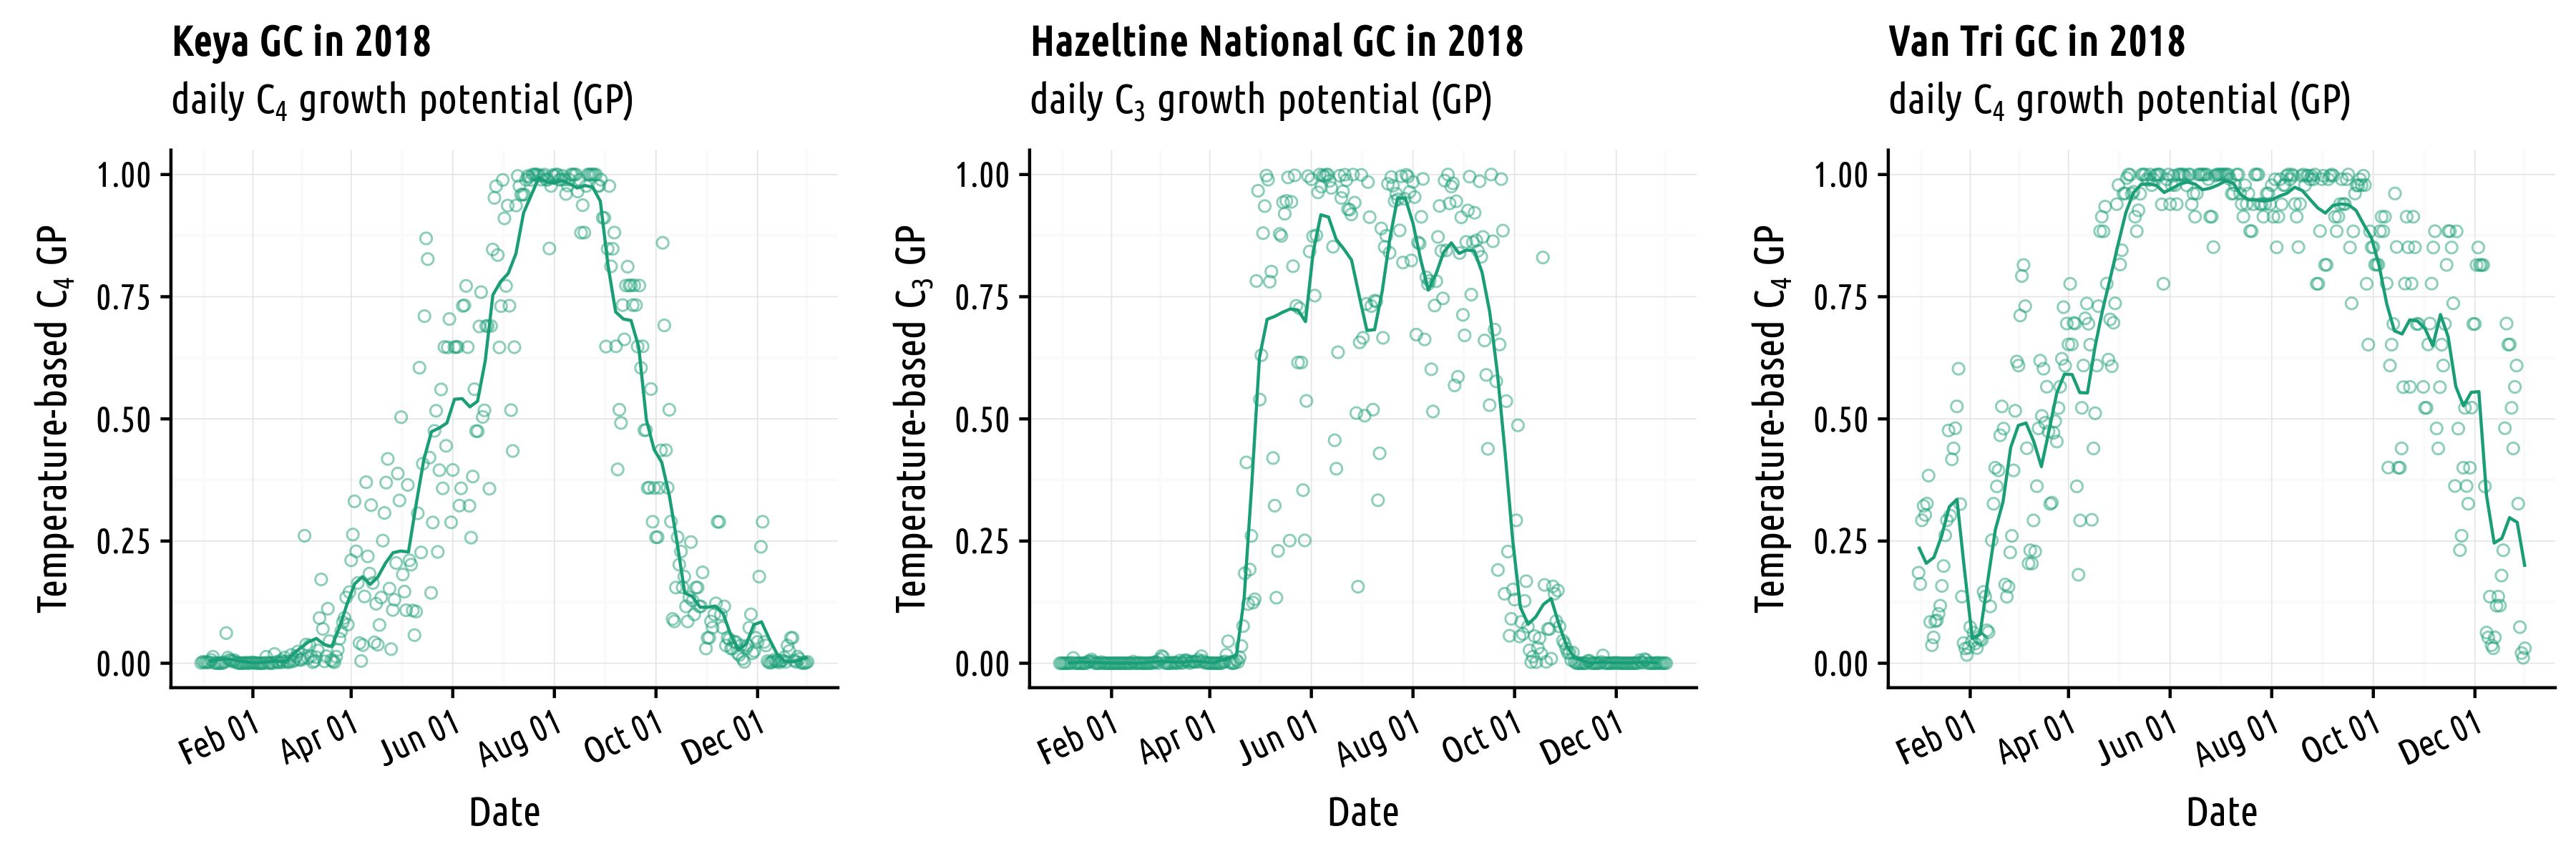 Keya GC in 2018
daily C₄ growth potential (GP)
Temperature-based C₄ GP
1.00
0.75
0.50
0.25
0.00
Feb 01
Apr 01
Jun 01
Aug 01
Oct 01
Dec 01
Date
Hazeltine National GC in 2018
daily C₃ growth potential (GP)
Temperature-based C₃ GP
1.00
0.75
0.50
0.25
0.00
Feb 01
Apr 01
Jun 01
Aug 01
Oct 01
Dec 01
Date
Van Tri GC in 2018
daily C₄ growth potential (GP)
Temperature-based C₄ GP
1.00
0.75
0.50
0.25
0.00
Feb 01
Apr 01
Jun 01
Aug 01
Oct 01
Dec 01
Date